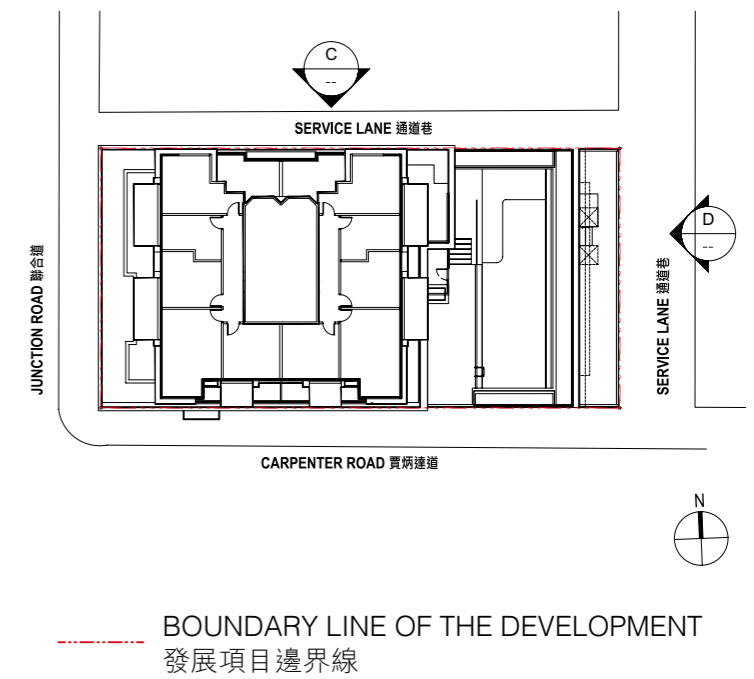 C
--
SERVICE LANE 通道巷
JUNCTION ROAD 聯合道
D
--
SERVICE LANE 通道巷
CARPENTER ROAD 賈炳達道
N
BOUNDARY LINE OF THE DEVELOPMENT
發展項目邊界線